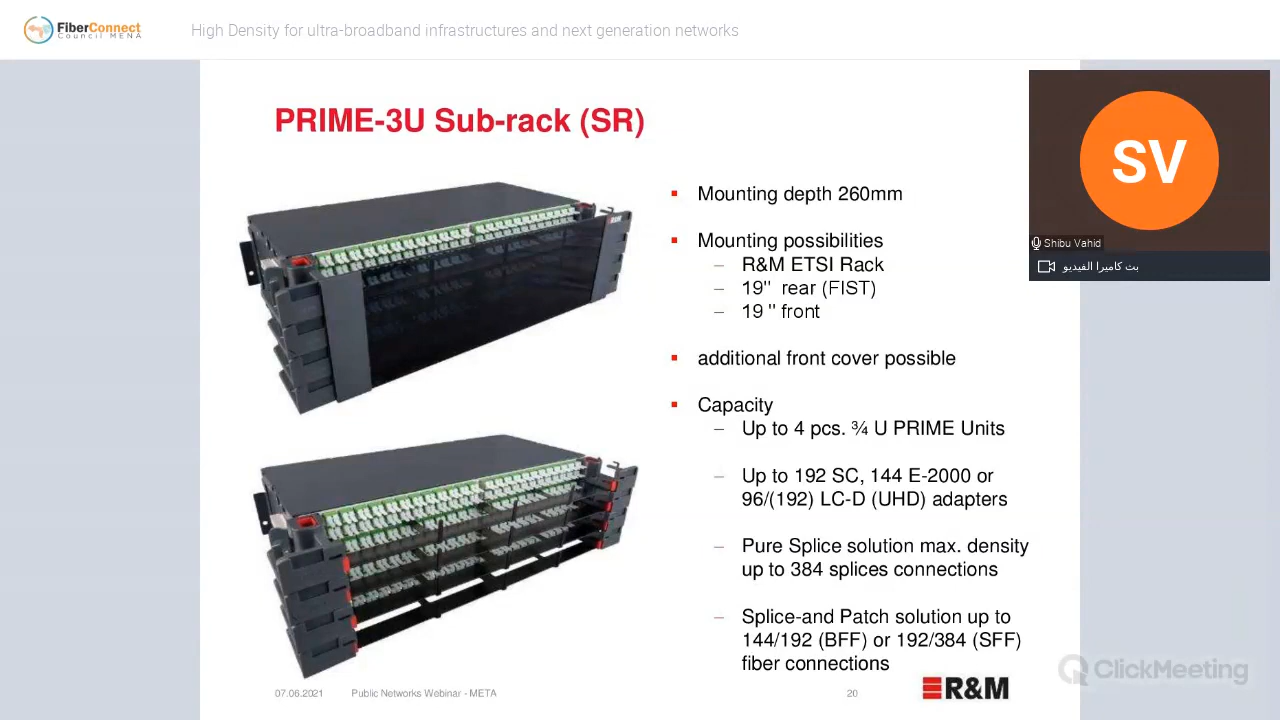 FiberConnect
Council MENA
High Density for ultra-broadband infrastructures and next generation networks
PRIME-3U Sub-rack (SR)
R&M
Mounting depth 260mm
Mounting possibilities
– R&M ETSI Rack
– 19" rear (FIST)
– 19 " front
additional front cover possible
Capacity
– Up to 4 pcs. ¾ U PRIME Units
– Up to 192 SC, 144 E-2000 or
96/(192) LC-D (UHD) adapters
– Pure Splice solution max. density
up to 384 splices connections
– Splice-and Patch solution up to
144/192 (BFF) or 192/384 (SFF)
fiber connections
SV
Shibu Vahid
بث كاميرا الفيديو
07.06.2021
Public Networks Webinar - META
20
R&M
ClickMeeting